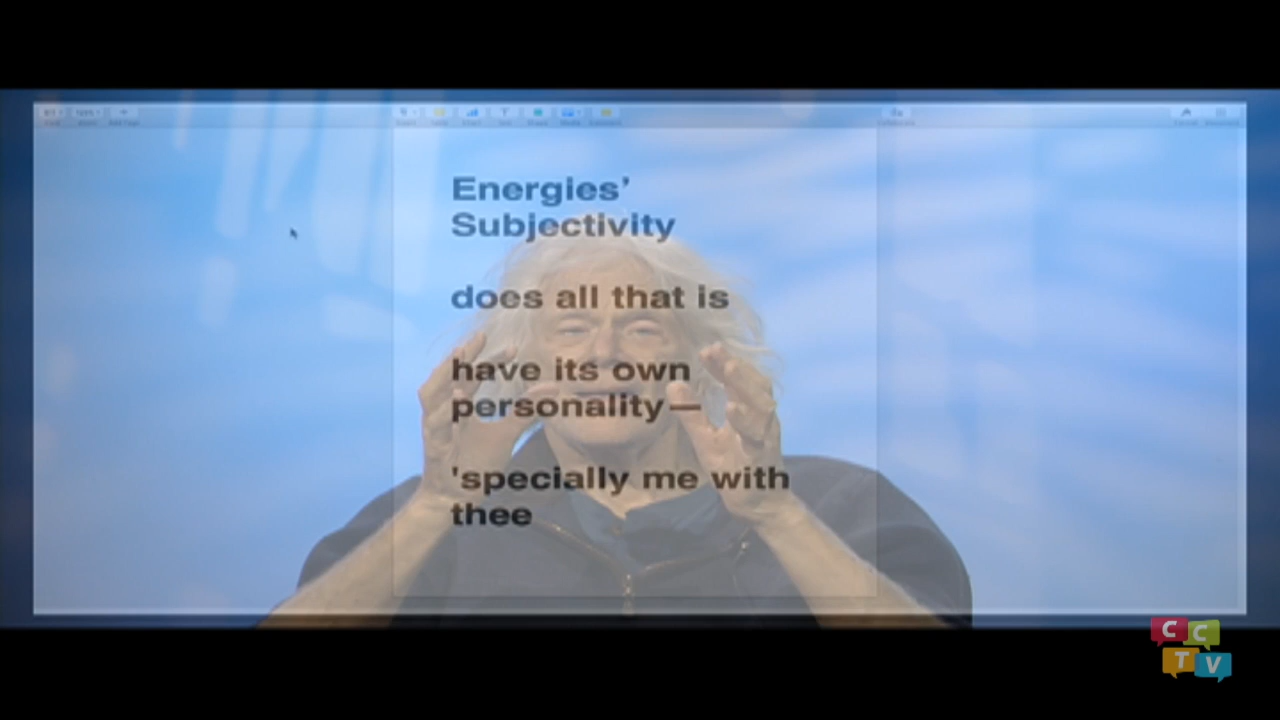 Energies’
Subjectivity
does all that is
have its own
personality—
'specially me with
thee
C C
T V